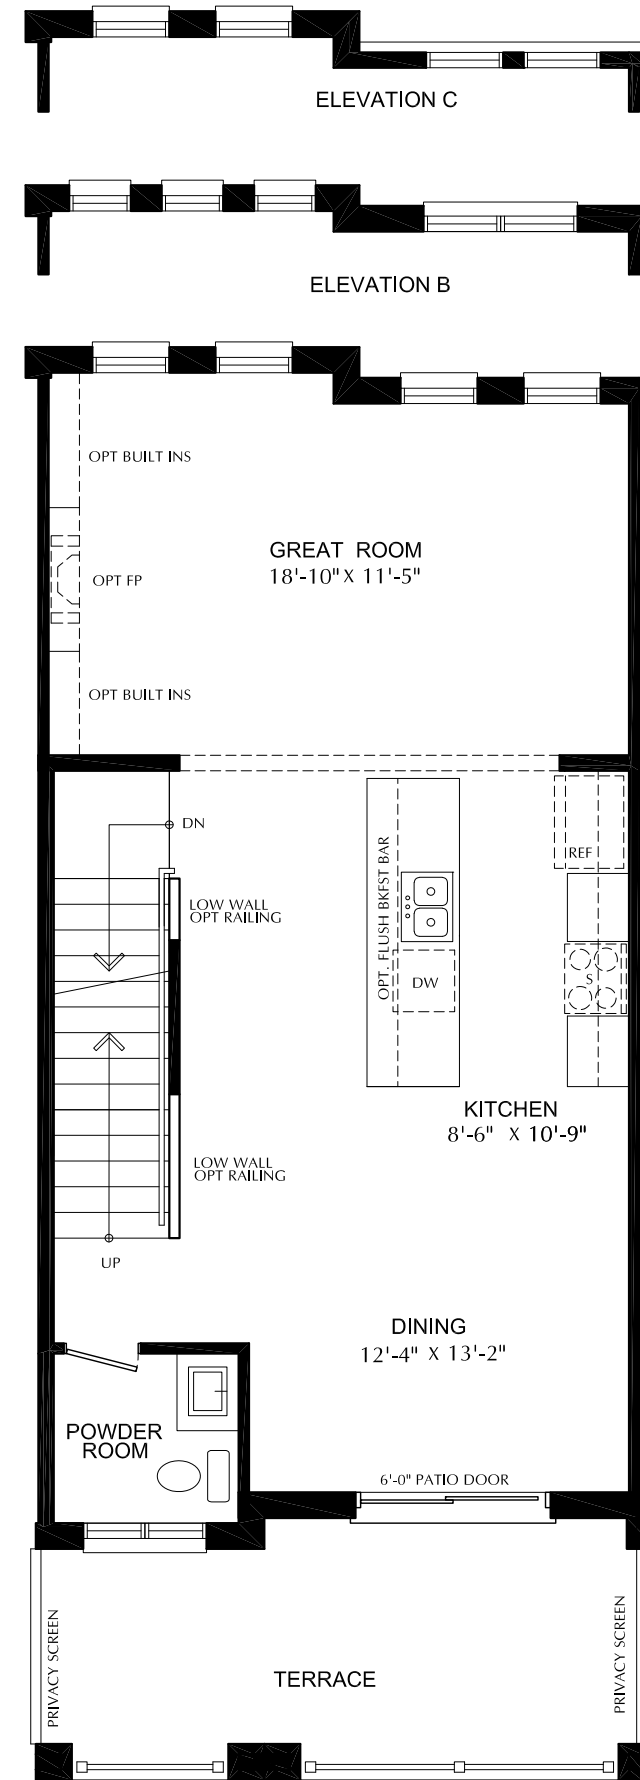 ELEVATION C
ELEVATION B
OPT BUILT INS
GREAT ROOM
18'-10" X 11'-5"
OPT FP
OPT BUILT INS
DN
LOW WALL
OPT RAILING
OPT. FLUSH BKFST BAR
REF
DW
S
KITCHEN
8'-6" X 10'-9"
LOW WALL
OPT RAILING
UP
DINING
12'-4" X 13'-2"
POWDER
ROOM
6'-0" PATIO DOOR
PRIVACY SCREEN
TERRACE
PRIVACY SCREEN